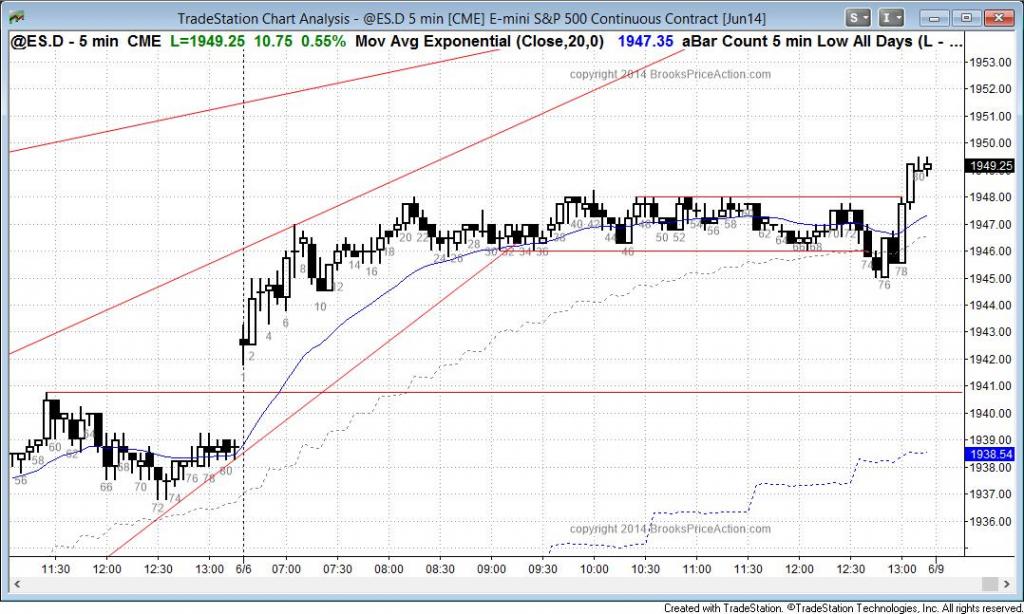 TradeStation Chart Analysis - @ES.D 5 min [CME] E-mini S&P 500 Continuous Contract [Jun14]
S I
@ES.D - 5 min CME L=1949.25 10.75 0.55% Mov Avg Exponential (Close,20,0) 1947.35 aBar Count 5 min Low All Days (L - ...
copyright 2014 BrooksPriceAction.com
1953.00
1952.00
1951.00
1950.00
1949.25
1948.00
1947.00
1946.00
1945.00
1944.00
1943.00
1942.00
1941.00
1940.00
1939.00
1938.54
1938.00
1937.00
1936.00
80
20 22 24 26 28 30 32 34 36 38 40 42 44 46 48 50 52 54 56 58 60 62 64 66 68 70 72 74 76 78
2 4 6 8 10 12 14 16 18
56 58 60 62 64 66 68 70 72 74 76 78 80
copyright 2014 BrooksPriceAction.com
11:30 12:00 12:30 13:00 6/6 07:00 07:30 08:00 08:30 09:00 09:30 10:00 10:30 11:00 11:30 12:00 12:30 13:00 6/9
Created with TradeStation. ©TradeStation Technologies, Inc. All rights reserved.